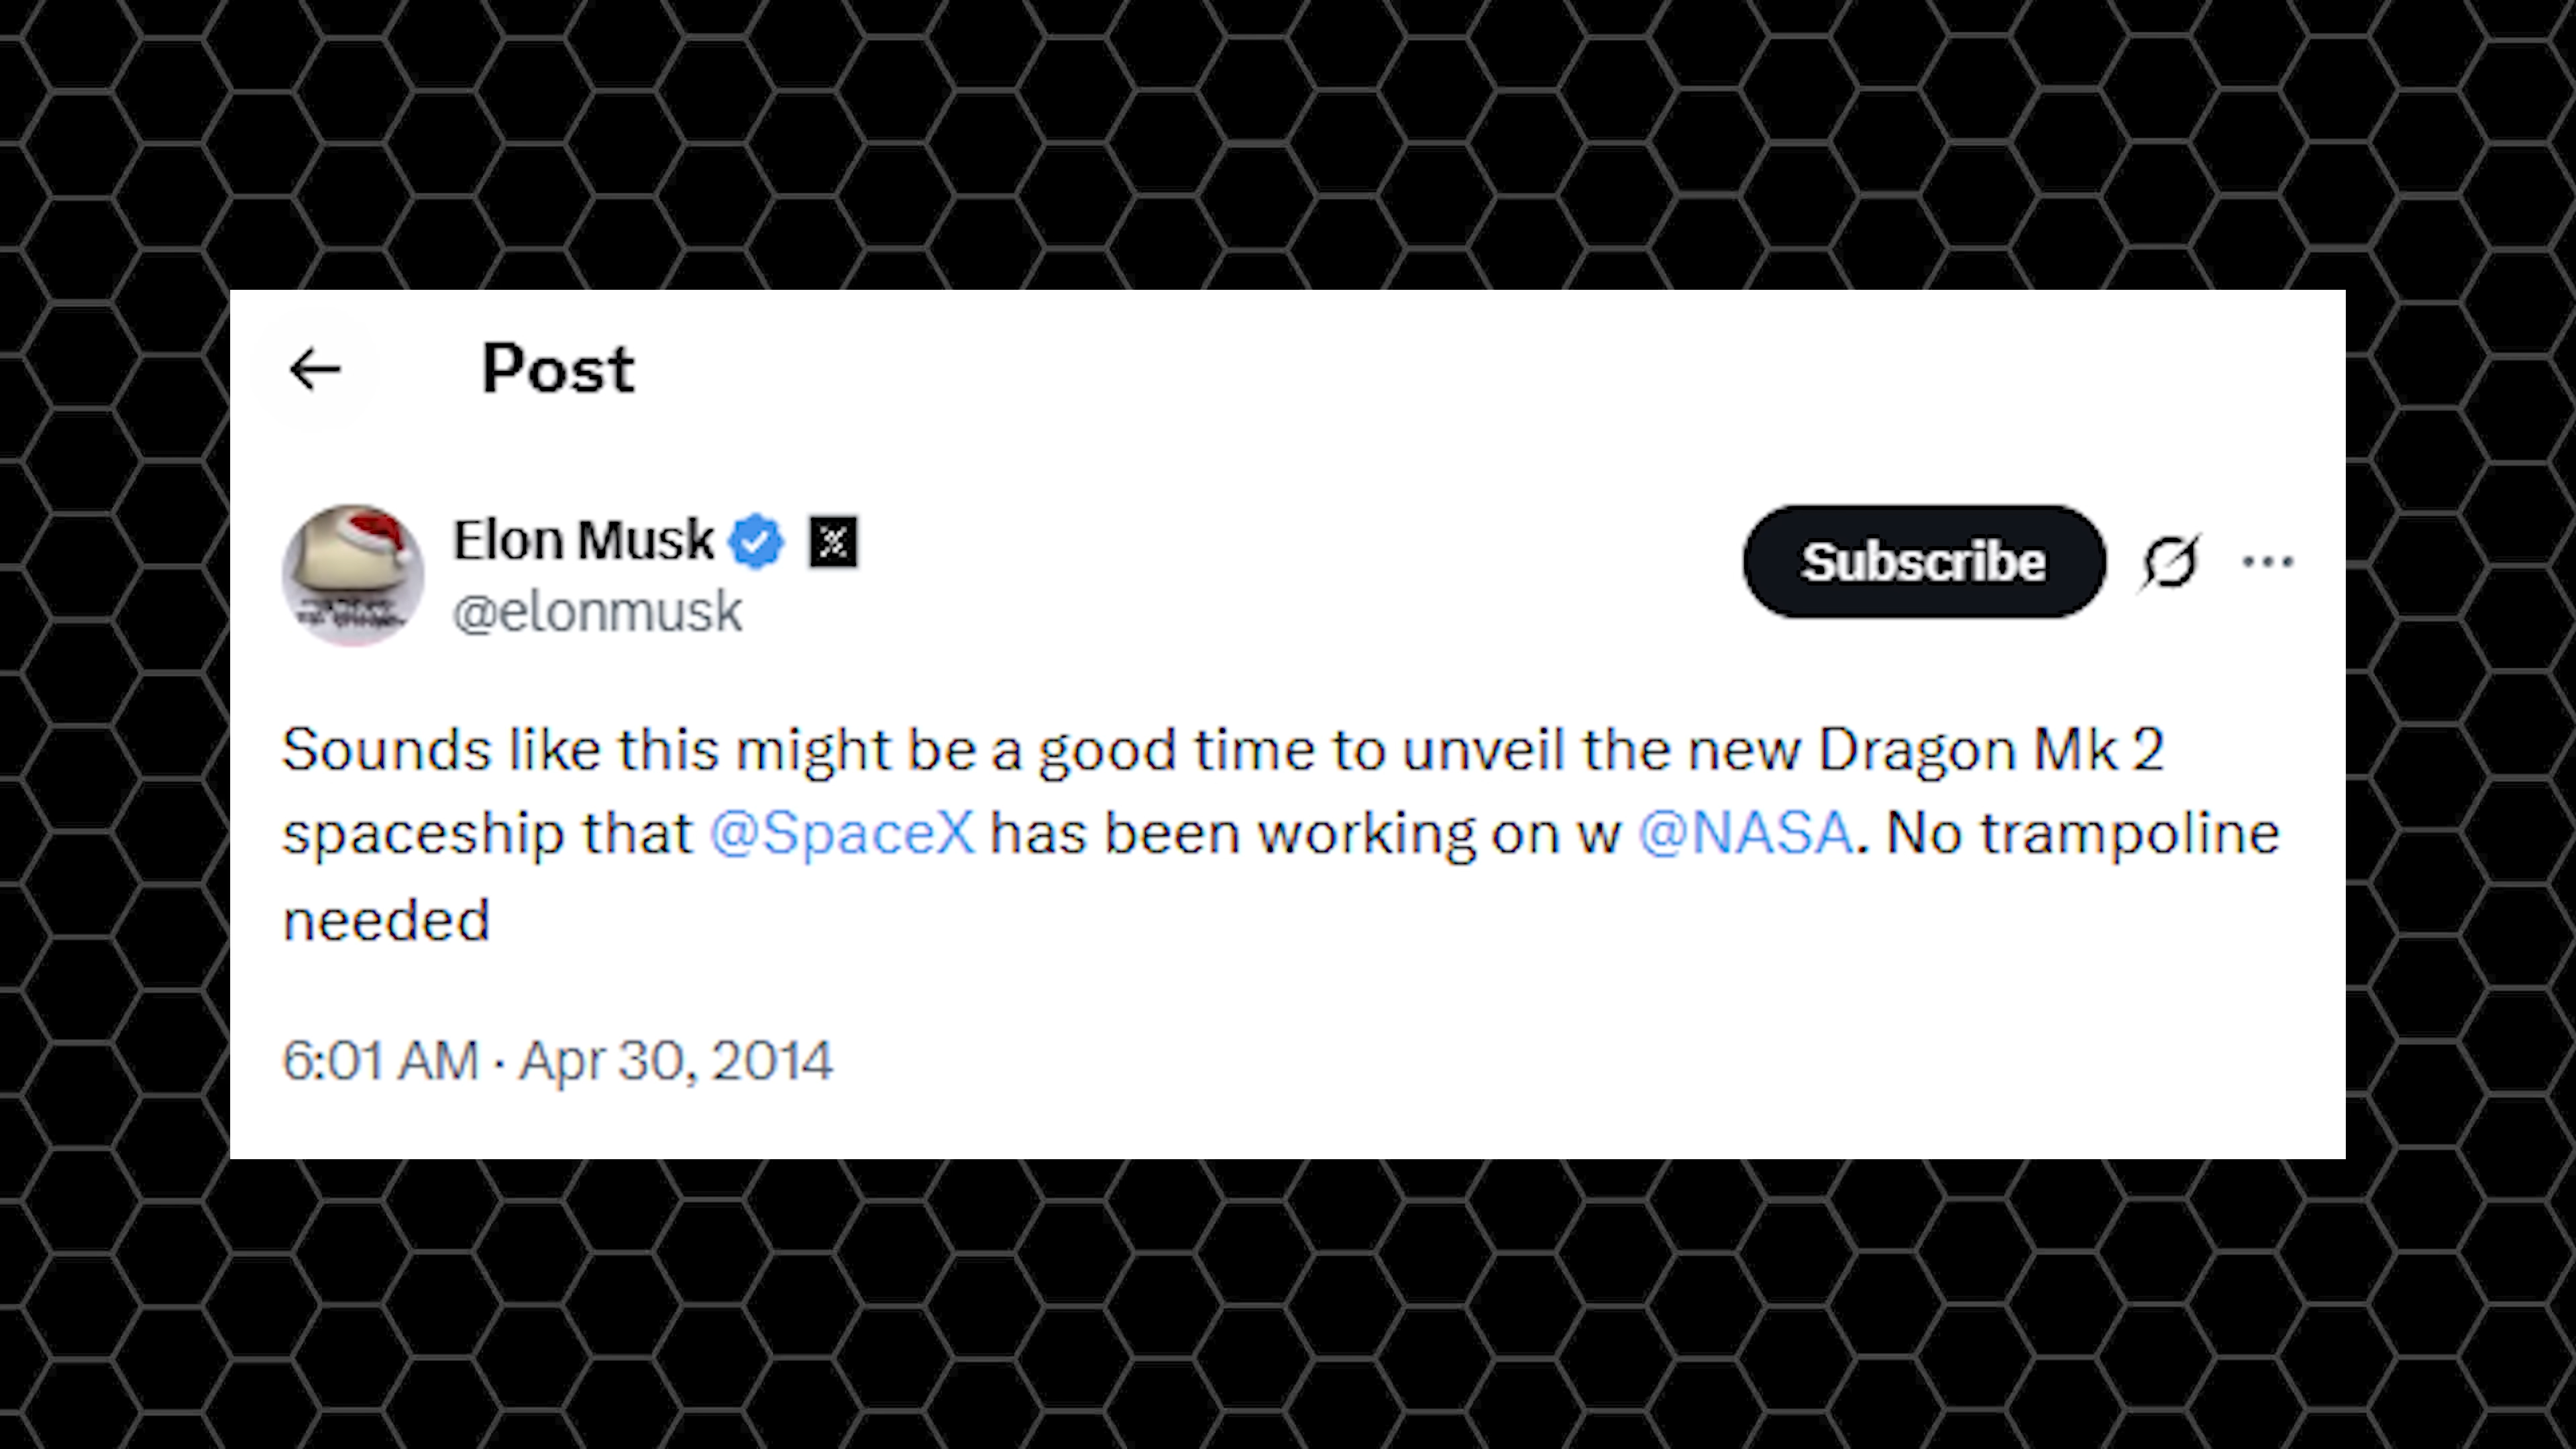 Post
Elon Musk
@elonmusk
Subscribe
Sounds like this might be a good time to unveil the new Dragon Mk 2
spaceship that @SpaceX has been working on w @NASA. No trampoline
needed
6:01 AM · Apr 30, 2014